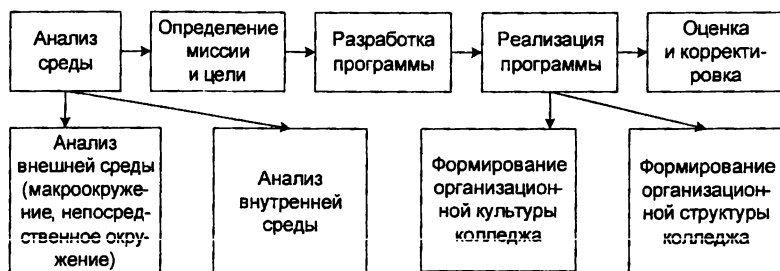 Анализ
среды
Определение
миссии
и цели
Разработка
программы
Реализация
программы
Оценка
и корректи-
ровка
Анализ
внешней среды
(макроокруже-
ние, непосред-
ственное окру-
жение)
Анализ
внутренней
среды
Формирование
организацион-
ной культуры
колледжа
Формирование
организацион-
ной структуры
колледжа